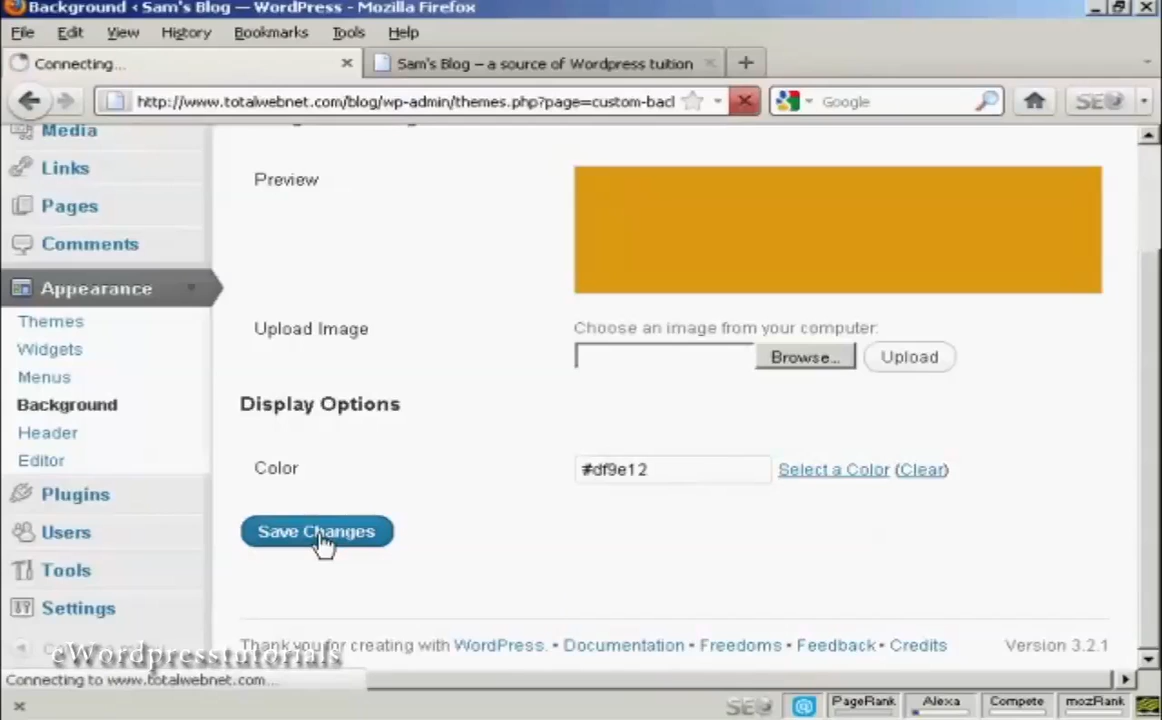 Background ‹ Sam's Blog — WordPress - Mozilla Firefox
File Edit View History Bookmarks Tools Help
Connecting... Sam's Blog – a source of Wordpress tuition
http://www.totalwebnet.com/blog/wp-admin/themes.php?page=custom-bacl Google SEO
Media
Links
Pages
Comments
Appearance
Themes
Widgets
Menus
Background
Header
Editor
Plugins
Users
Tools
Settings
Preview
Upload Image
Choose an image from your computer:
Browse... Upload
Display Options
Color #df9e12 Select a Color (Clear)
Save Changes
Thank you for creating with WordPress. • Documentation • Freedoms • Feedback • Credits Version 3.2.1
eWordpresstutorials
Connecting to www.totalwebnet.com...
SEO PageRank Alexa Compete mozRank